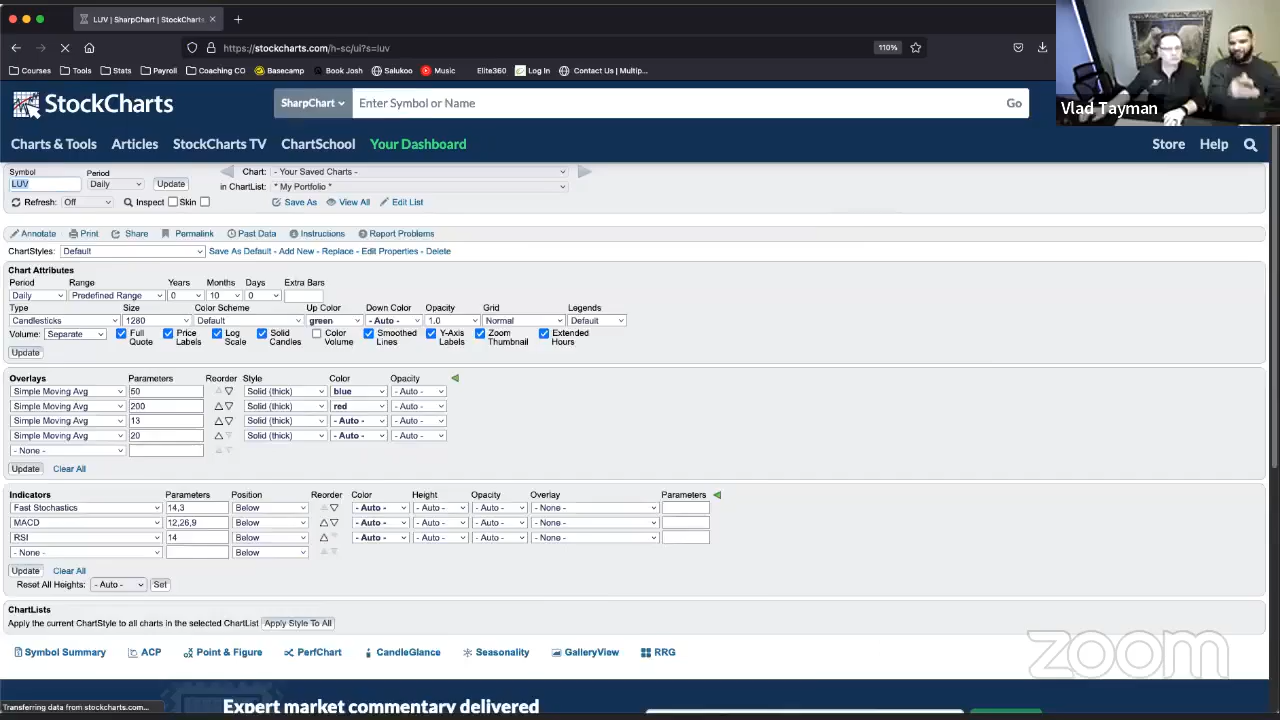 LUV | SharpChart | StockCharts
https://stockcharts.com/h-sc/ui?s=luv
110%
Courses Tools Stats Payroll Coaching CO Basecamp Book Josh Salukoo Music Elite360 Log In Contact Us | Multip...
Vlad Tayman
StockCharts
SharpChart Enter Symbol or Name Go
Charts & Tools Articles StockCharts TV ChartSchool Your Dashboard Store Help
Symbol Period Chart: - Your Saved Charts -
LUV Daily Update in ChartList: * My Portfolio *
Refresh: Off Inspect Skin Save As View All Edit List
Annotate Print Share Permalink Past Data Instructions Report Problems
ChartStyles: Default Save As Default - Add New - Replace - Edit Properties - Delete
Chart Attributes
Period Range Years Months Days Extra Bars
Daily Predefined Range 0 10 0
Type Size Color Scheme Up Color Down Color Opacity Grid Legends
Candlesticks 1280 Default green - Auto - 1.0 Normal Default
Volume: Separate Full Quote Price Labels Log Scale Solid Candles Color Volume Smoothed Lines Y-Axis Labels Zoom Thumbnail Extended Hours
Update
Overlays Parameters Reorder Style Color Opacity
Simple Moving Avg 50 Solid (thick) blue - Auto -
Simple Moving Avg 200 Solid (thick) red - Auto -
Simple Moving Avg 13 Solid (thick) - Auto - - Auto -
Simple Moving Avg 20 Solid (thick) - Auto - - Auto -
- None -
Update Clear All
Indicators Parameters Position Reorder Color Height Opacity Overlay Parameters
Fast Stochastics 14,3 Below - Auto - - Auto - - Auto - - None -
MACD 12,26,9 Below - Auto - - Auto - - Auto - - None -
RSI 14 Below - Auto - - Auto - - Auto - - None -
- None - Below
Update Clear All
Reset All Heights: - Auto - Set
ChartLists
Apply the current ChartStyle to all charts in the selected ChartList Apply Style To All
Symbol Summary ACP Point & Figure PerfChart CandleGlance Seasonality GalleryView RRG
zoom
Transferring data from stockcharts.com...
Expert market commentary delivered